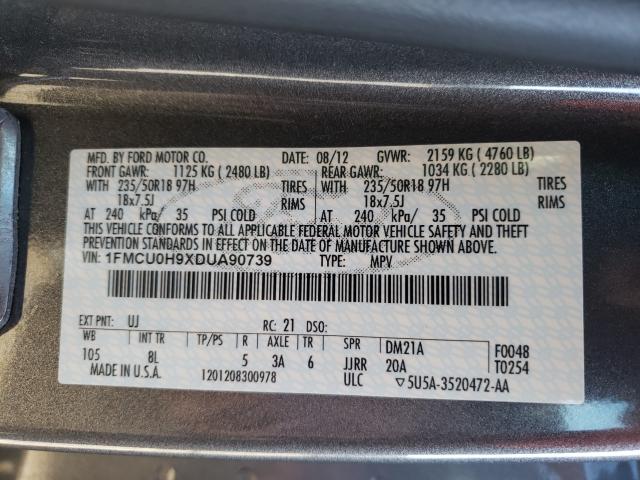 MFD. BY FORD MOTOR CO. DATE: 08/12 GVWR: 2159 KG ( 4760 LB)
FRONT GAWR: 1125 KG ( 2480 LB) REAR GAWR: 1034 KG ( 2280 LB)
WITH 235/50R18 97H TIRES WITH 235/50R18 97H TIRES
18x7.5J RIMS 18x7.5J RIMS
AT 240 kPa/ 35 PSI COLD AT 240 kPa/ 35 PSI COLD
THIS VEHICLE CONFORMS TO ALL APPLICABLE FEDERAL MOTOR VEHICLE SAFETY AND THEFT
PREVENTION STANDARDS IN EFFECT ON THE DATE OF MANUFACTURE SHOWN ABOVE.
VIN: 1FMCU0H9XDUA90739 TYPE: MPV
EXT PNT: UJ RC: 21 DSO:
WB INT TR TP/PS R AXLE TR SPR DM21A F0048
105 8L 5 3A 6 JJRR 20A T0254
MADE IN U.S.A. 1201208300978 ULC ▽5U5A-3520472-AA